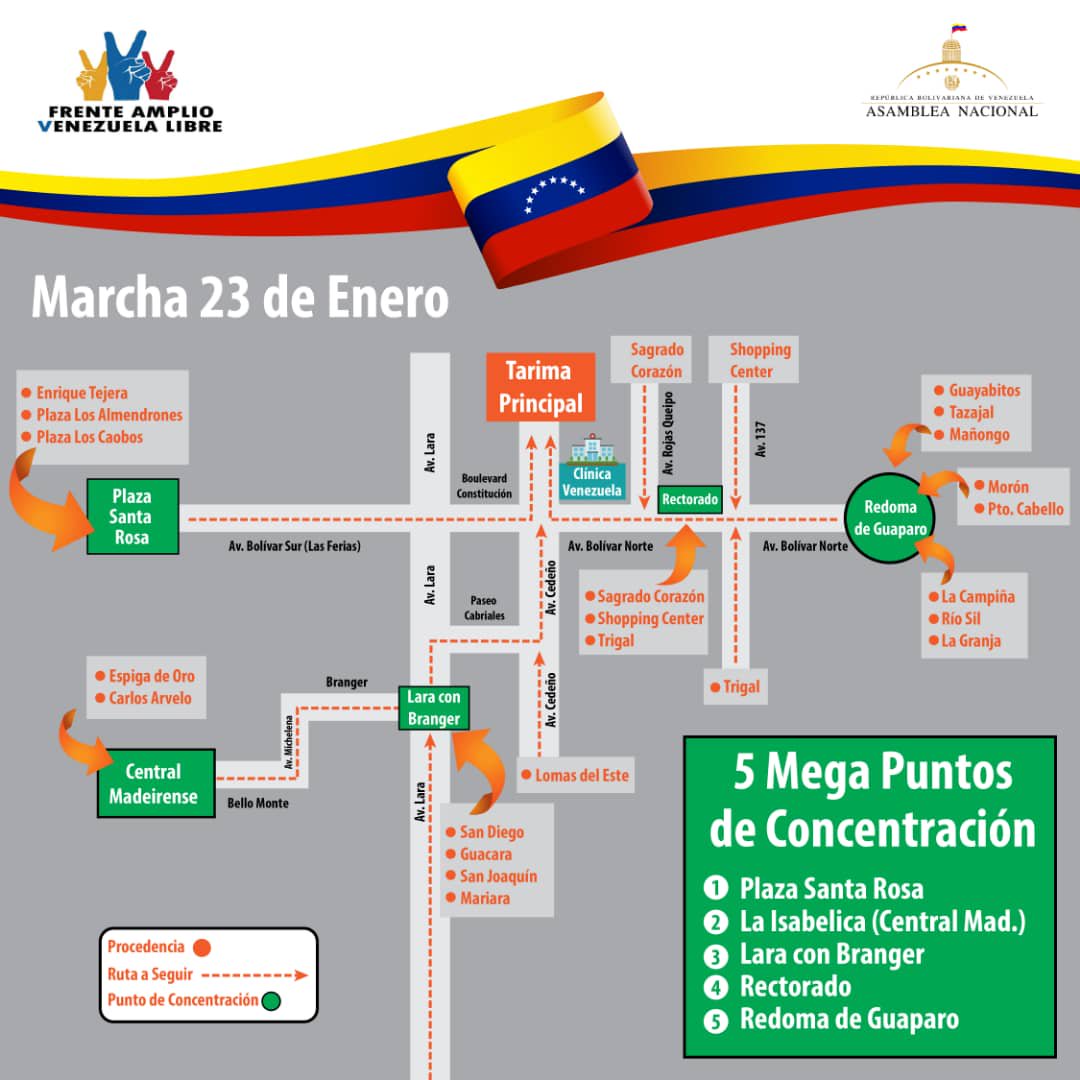 FRENTE AMPLIO
VENEZUELA LIBRE
REPÚBLICA BOLIVARIANA DE VENEZUELA
ASAMBLEA NACIONAL
Marcha 23 de Enero
Enrique Tejera
Plaza Los Almendrones
Plaza Los Caobos
Plaza
Santa
Rosa
Av. Lara
Tarima
Principal
Sagrado
Corazón
Shopping
Center
Av. Rojas Queipo
Av. 137
Guayabitos
Tazajal
Mañongo
Boulevard
Constitución
Clínica
Venezuela
Rectorado
Morón
Pto. Cabello
Redoma
de Guaparo
Av. Bolívar Sur (Las Ferias)
Av. Bolívar Norte
Av. Bolívar Norte
Av. Lara
Av. Cedeño
Paseo
Cabriales
Sagrado Corazón
Shopping Center
Trigal
La Campiña
Río Sil
La Granja
Espiga de Oro
Carlos Arvelo
Branger
Lara con
Branger
Av. Cedeño
Trigal
Av. Michelena
Central
Madeirense
Bello Monte
Av. Lara
Lomas del Este
San Diego
Guacara
San Joaquín
Mariara
5 Mega Puntos
de Concentración
1 Plaza Santa Rosa
2 La Isabelica (Central Mad.)
3 Lara con Branger
4 Rectorado
5 Redoma de Guaparo
Procedencia
Ruta a Seguir
Punto de Concentración